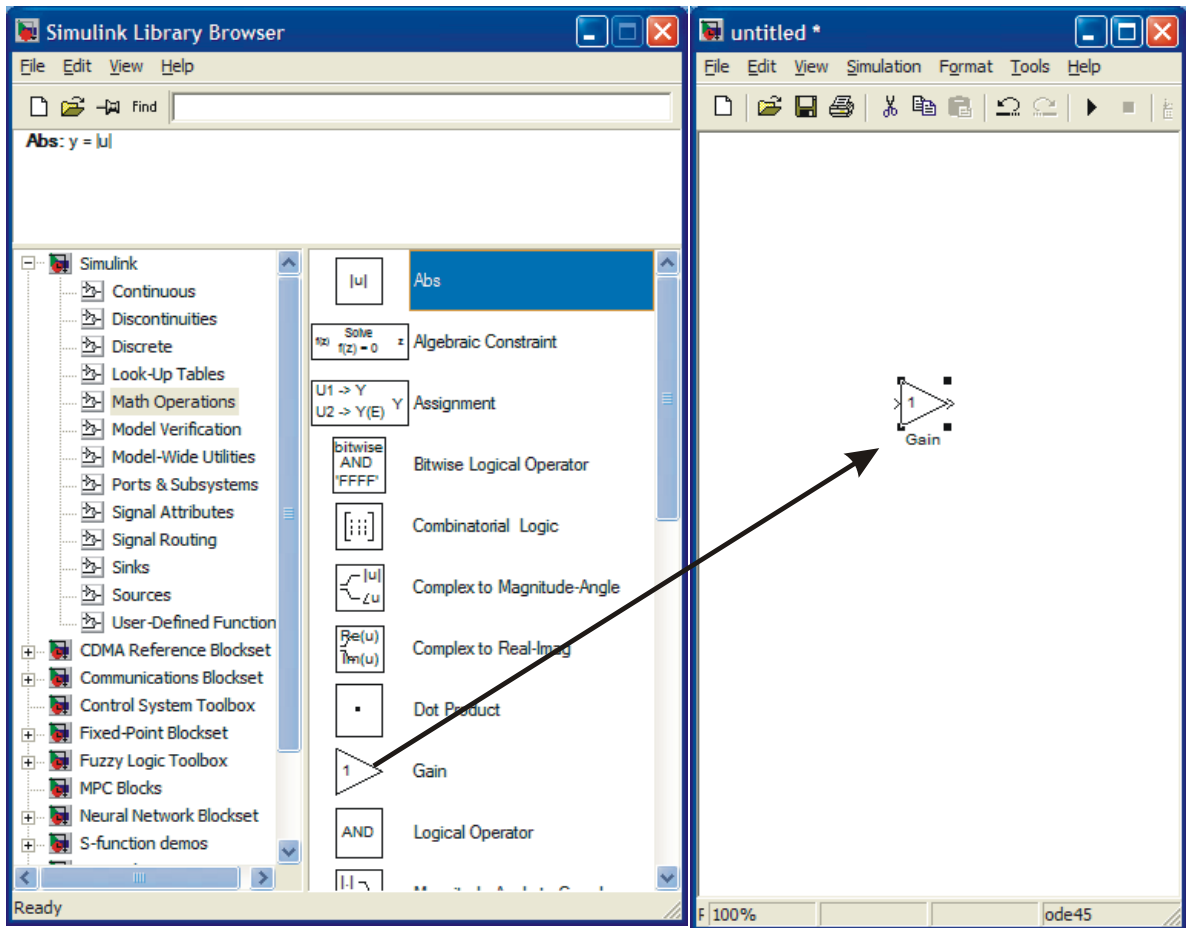 Simulink Library Browser
File Edit View Help
Find
Abs: y = |u|
Simulink
Continuous
Discontinuities
Discrete
Look-Up Tables
Math Operations
Model Verification
Model-Wide Utilities
Ports & Subsystems
Signal Attributes
Signal Routing
Sinks
Sources
User-Defined Function
CDMA Reference Blockset
Communications Blockset
Control System Toolbox
Fixed-Point Blockset
Fuzzy Logic Toolbox
MPC Blocks
Neural Network Blockset
S-function demos
|u| Abs
f(z) Solve f(z) = 0 z Algebraic Constraint
U1 -> Y
U2 -> Y(E) Y Assignment
bitwise
AND
'FFFF' Bitwise Logical Operator
Combinatorial Logic
|u|
∠u Complex to Magnitude-Angle
Re(u)
Im(u) Complex to Real-Imag
Dot Product
1 Gain
AND Logical Operator
Ready
untitled *
File Edit View Simulation Format Tools Help
1
Gain
F 100% ode45